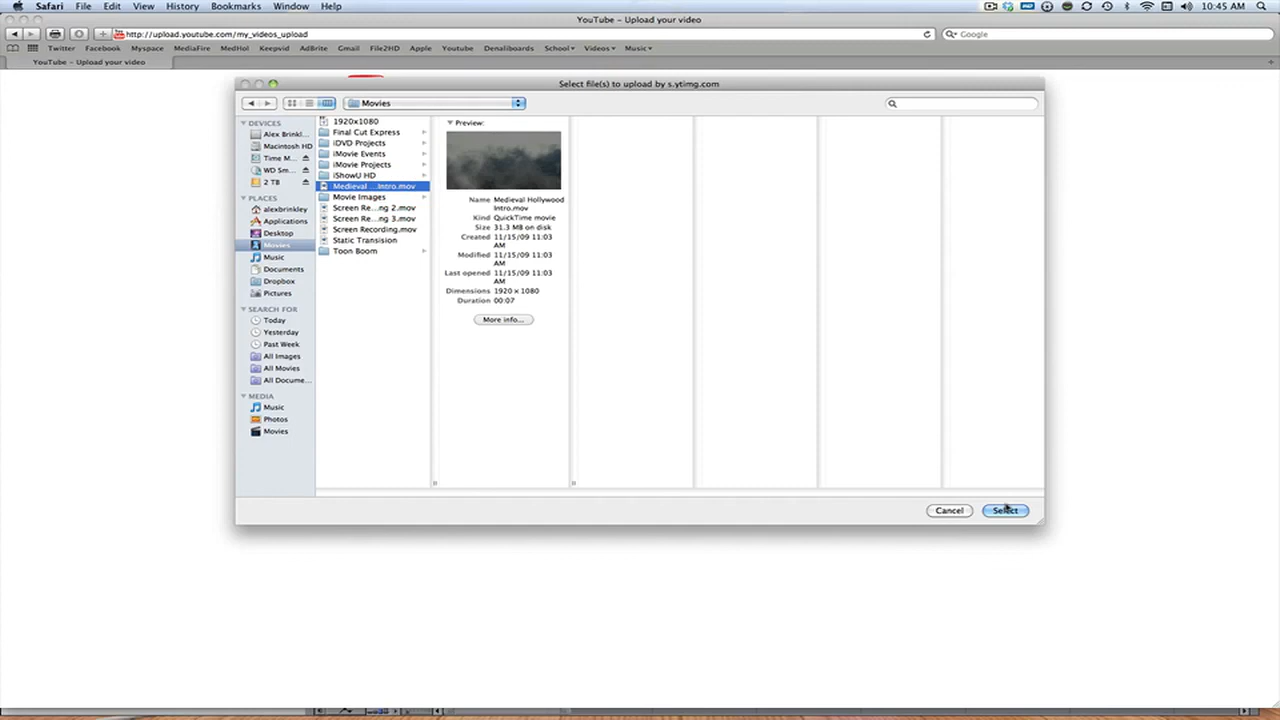 Safari File Edit View History Bookmarks Window Help 10:45 AM
YouTube – Upload your video
http://upload.youtube.com/my_videos_upload Google
Twitter Facebook Myspace MediaFire MedHol Keepvid AdBrite Gmail File2HD Apple Youtube Denaliboards School Videos Music
YouTube – Upload your video
Select file(s) to upload by s.ytimg.com
Movies
DEVICES
Alex Brinkl...
Macintosh HD
Time M...
WD Sm...
2 TB
PLACES
alexbrinkley
Applications
Desktop
Movies
Music
Documents
Dropbox
Pictures
SEARCH FOR
Today
Yesterday
Past Week
All Images
All Movies
All Docume...
MEDIA
Music
Photos
Movies
1920x1080
Final Cut Express
iDVD Projects
iMovie Events
iMovie Projects
iShowU HD
Medieval ...Intro.mov
Movie Images
Screen Re...ng 2.mov
Screen Re...ng 3.mov
Screen Recording.mov
Static Transision
Toon Boom
Preview:
Name Medieval Hollywood
Intro.mov
Kind QuickTime movie
Size 31.3 MB on disk
Created 11/15/09 11:03
AM
Modified 11/15/09 11:03
AM
Last opened 11/15/09 11:03
AM
Dimensions 1920 × 1080
Duration 00:07
More info...
Cancel Select